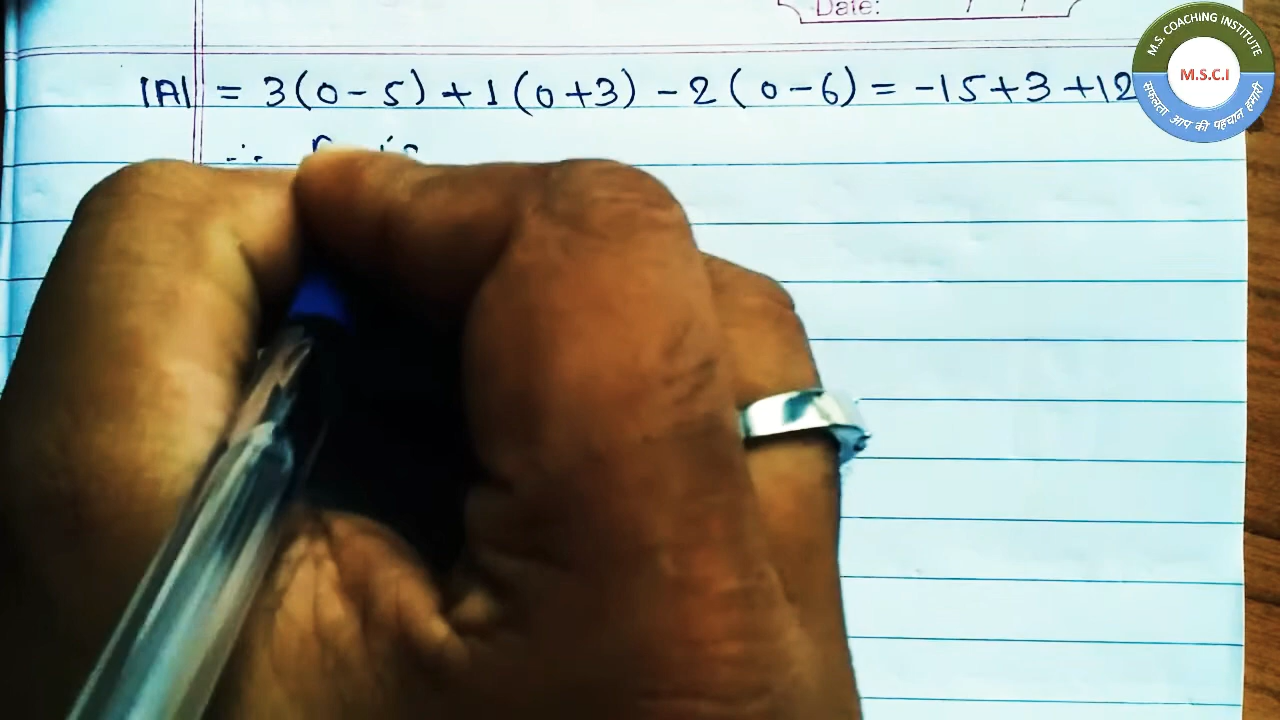 Date: / /
M.S. COACHING INSTITUTE
M.S.C.I
सफलता आप की पहचान हमारी
|A| = 3(0-5)+1(0+3)-2(0-6)=-15+3+12
∴ is